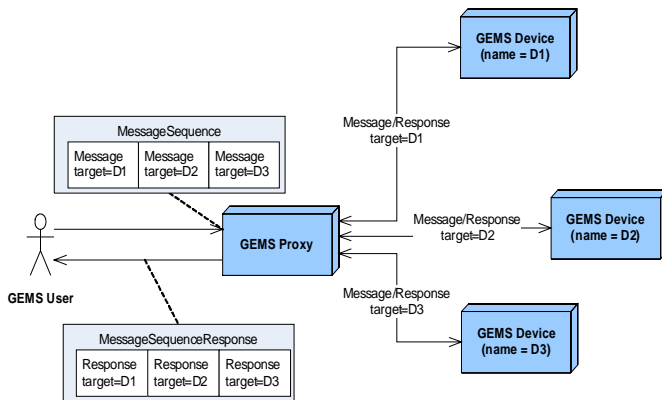 GEMS Device
(name = D1)
Message/Response
target=D1
MessageSequence
Message Message Message
target=D1 target=D2 target=D3
GEMS Proxy
Message/Response
target=D2
GEMS Device
(name = D2)
GEMS User
Message/Response
target=D3
GEMS Device
(name = D3)
MessageSequenceResponse
Response Response Response
target=D1 target=D2 target=D3